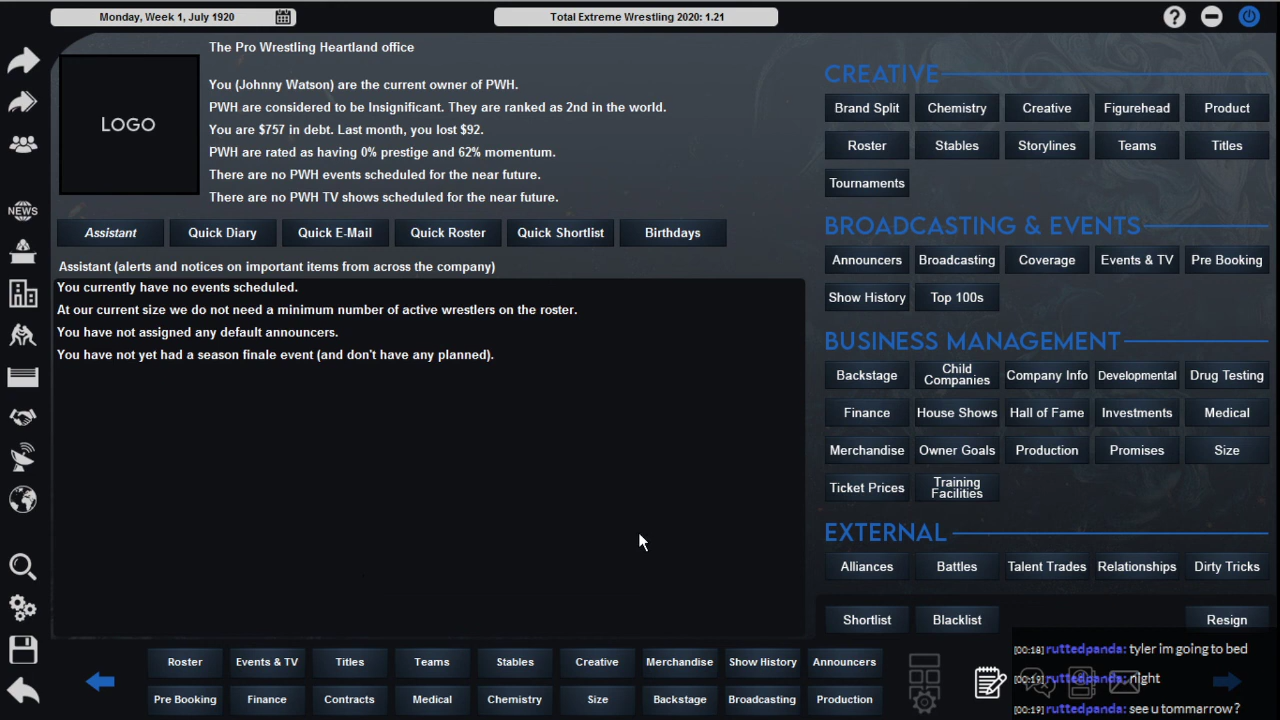 Monday, Week 1, July 1920
Total Extreme Wrestling 2020: 1.21
?
The Pro Wrestling Heartland office
LOGO
You (Johnny Watson) are the current owner of PWH.
PWH are considered to be Insignificant. They are ranked as 2nd in the world.
You are $757 in debt. Last month, you lost $92.
PWH are rated as having 0% prestige and 62% momentum.
There are no PWH events scheduled for the near future.
There are no PWH TV shows scheduled for the near future.
NEWS
Assistant Quick Diary Quick E-Mail Quick Roster Quick Shortlist Birthdays
Assistant (alerts and notices on important items from across the company)
You currently have no events scheduled.
At our current size we do not need a minimum number of active wrestlers on the roster.
You have not assigned any default announcers.
You have not yet had a season finale event (and don't have any planned).
CREATIVE
Brand Split Chemistry Creative Figurehead Product
Roster Stables Storylines Teams Titles
Tournaments
BROADCASTING & EVENTS
Announcers Broadcasting Coverage Events & TV Pre Booking
Show History Top 100s
BUSINESS MANAGEMENT
Backstage Child Companies Company Info Developmental Drug Testing
Finance House Shows Hall of Fame Investments Medical
Merchandise Owner Goals Production Promises Size
Ticket Prices Training Facilities
EXTERNAL
Alliances Battles Talent Trades Relationships Dirty Tricks
Shortlist Blacklist Resign
Roster Events & TV Titles Teams Stables Creative Merchandise Show History Announcers
Pre Booking Finance Contracts Medical Chemistry Size Backstage Broadcasting Production
[00:18] ruttedpanda: tyler im going to bed
[00:19] ruttedpanda: night
[00:19] ruttedpanda: see u tommarrow?